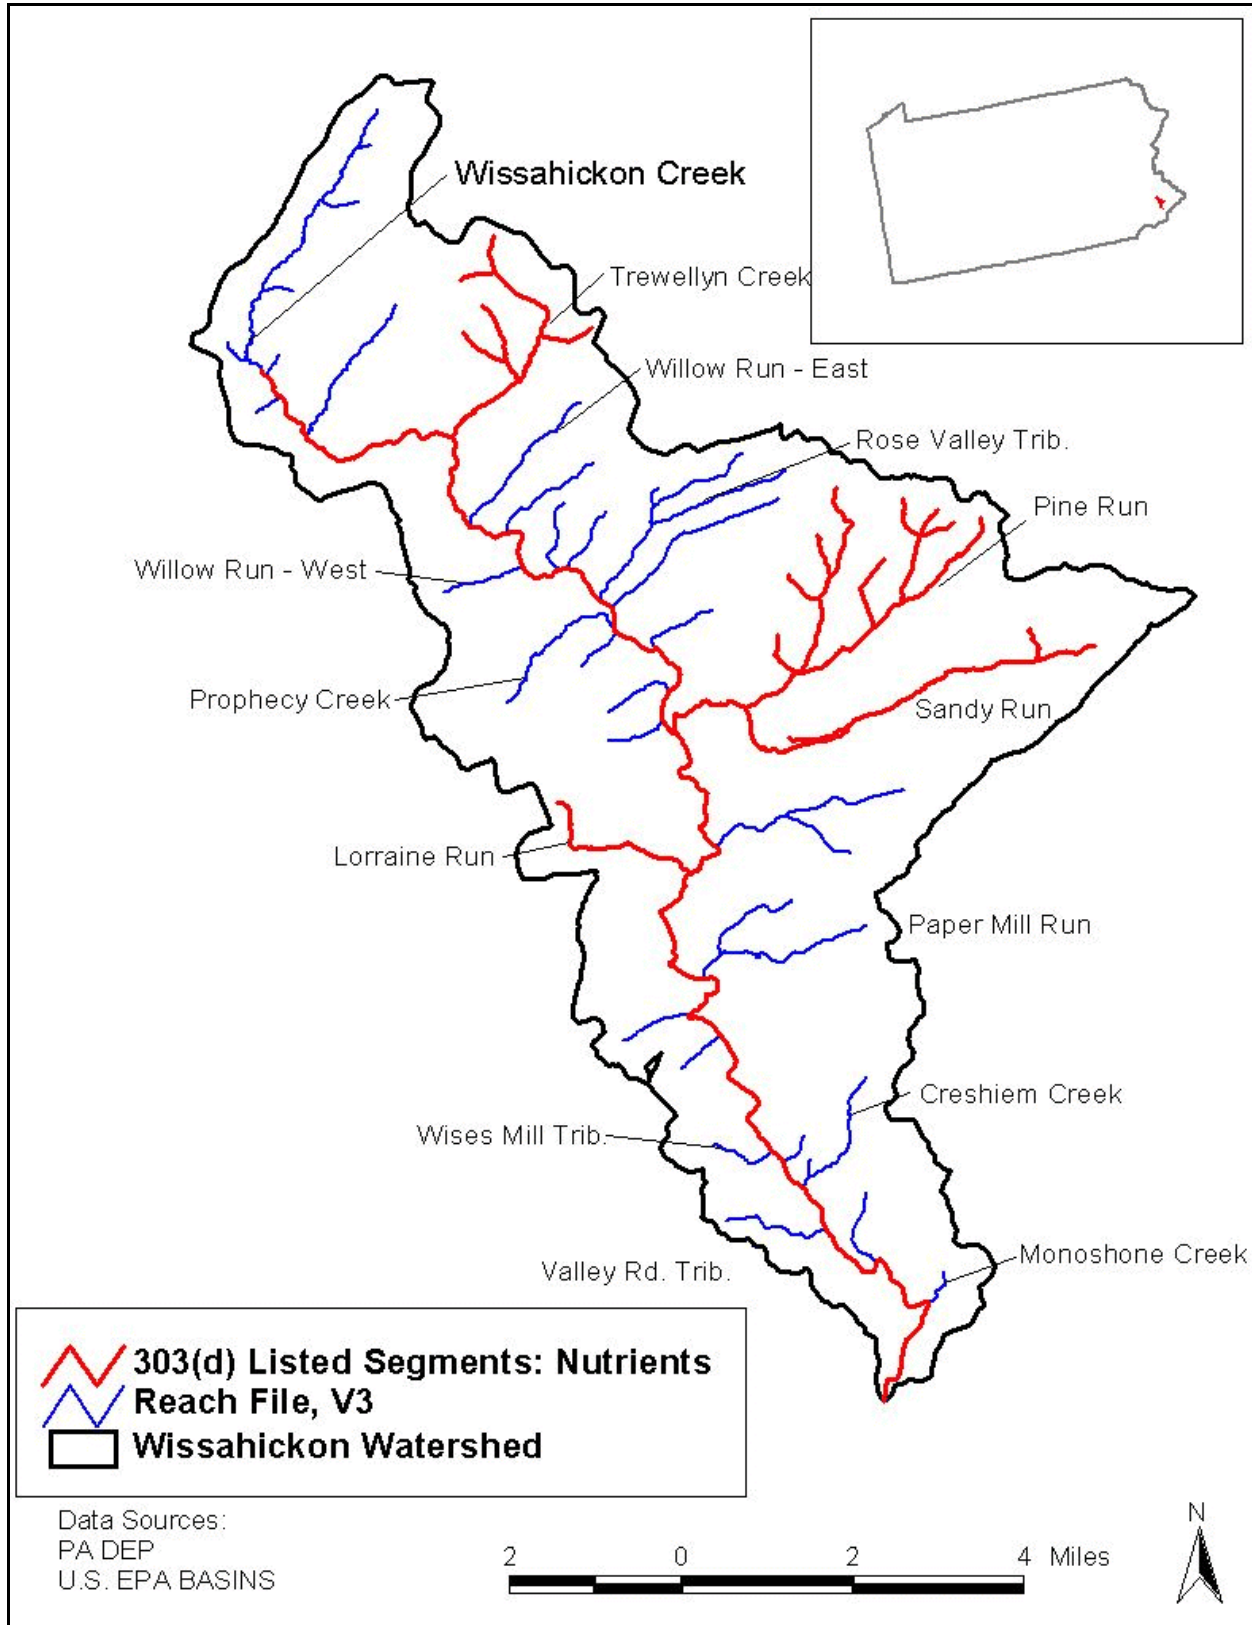 Wissahickon Creek
Trewellyn Creek
Willow Run - East
Rose Valley Trib.
Pine Run
Willow Run - West
Prophecy Creek
Sandy Run
Lorraine Run
Paper Mill Run
Creshiem Creek
Wises Mill Trib.
Monoshone Creek
Valley Rd. Trib.
303(d) Listed Segments: Nutrients
Reach File, V3
Wissahickon Watershed
Data Sources:
PA DEP
U.S. EPA BASINS
N
2 0 2 4 Miles